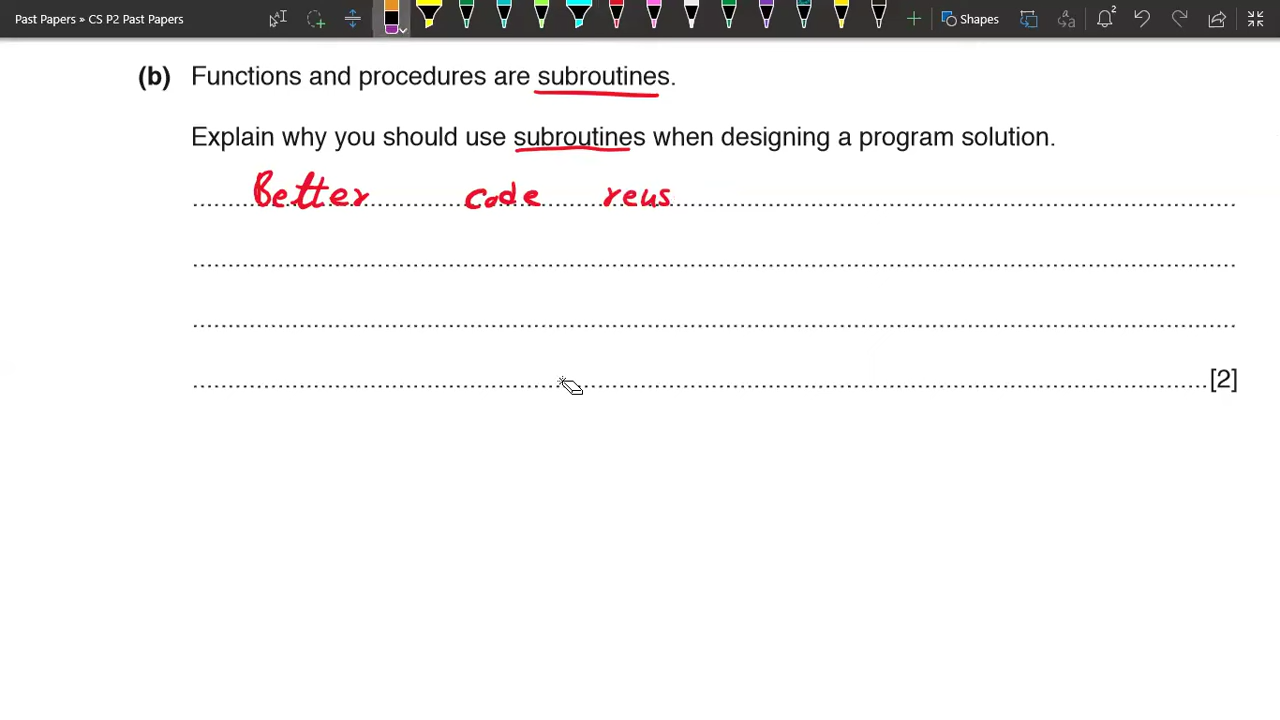 Past Papers » CS P2 Past Papers
Shapes
2
(b) Functions and procedures are subroutines.
Explain why you should use subroutines when designing a program solution.
Better code reus
[2]